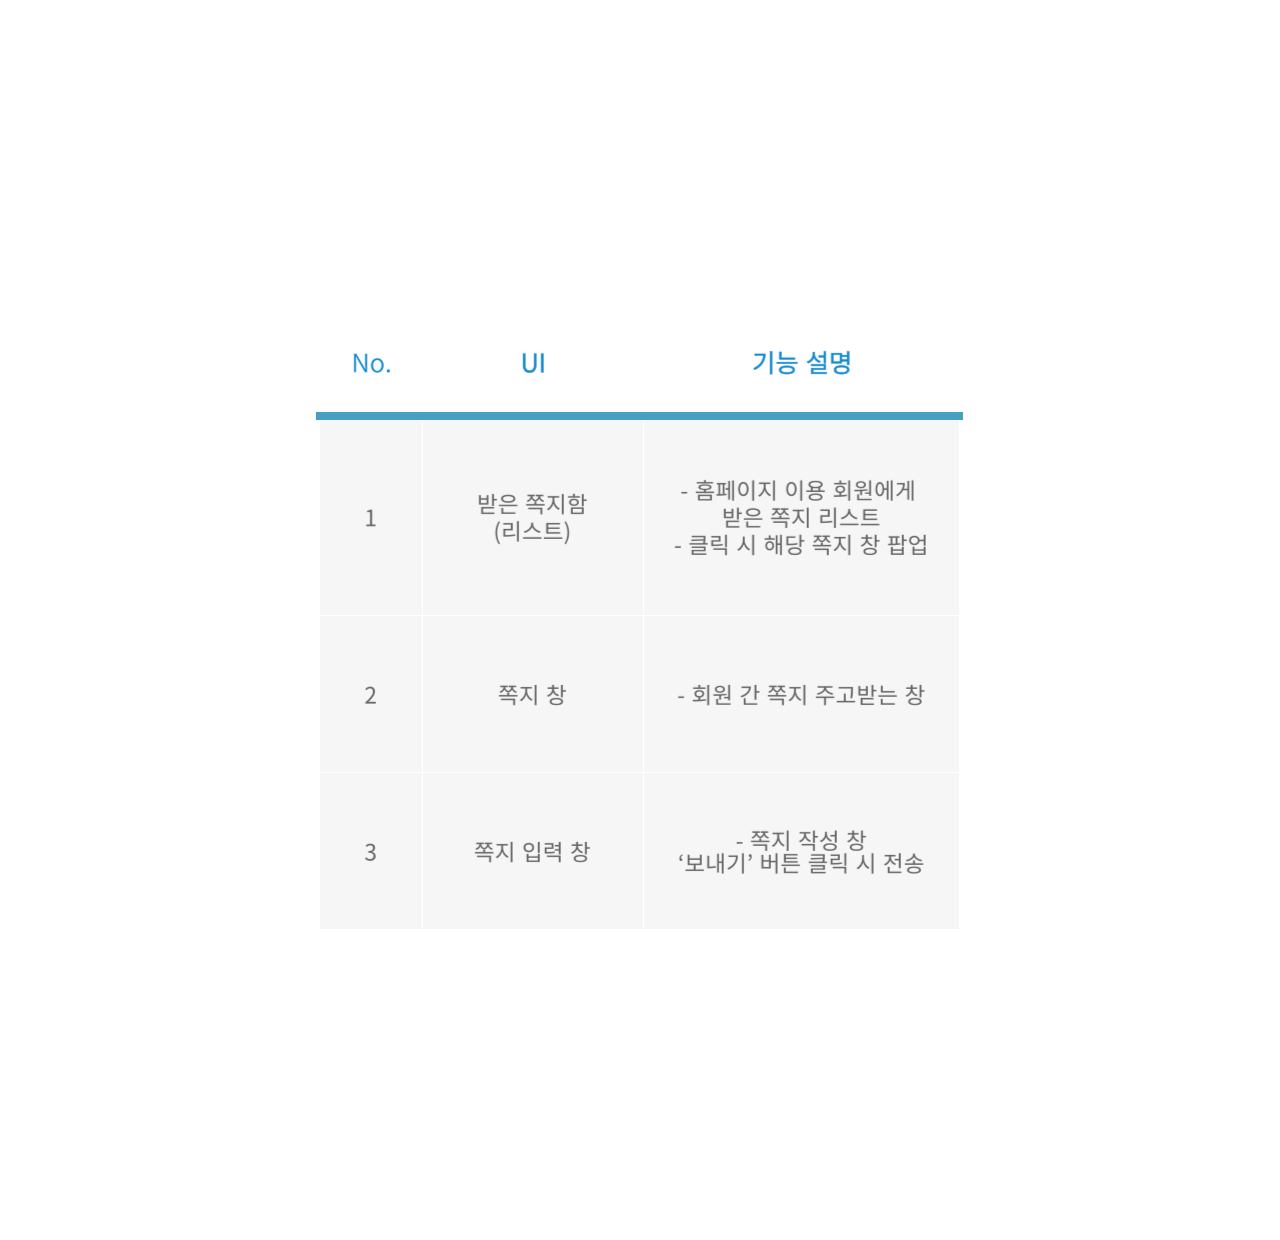 No. UI 기능 설명
1
받은 쪽지함
(리스트)
- 홈페이지 이용 회원에게
받은 쪽지 리스트
- 클릭 시 해당 쪽지 창 팝업
2
쪽지 창
- 회원 간 쪽지 주고받는 창
3
쪽지 입력 창
- 쪽지 작성 창
‘보내기’ 버튼 클릭 시 전송